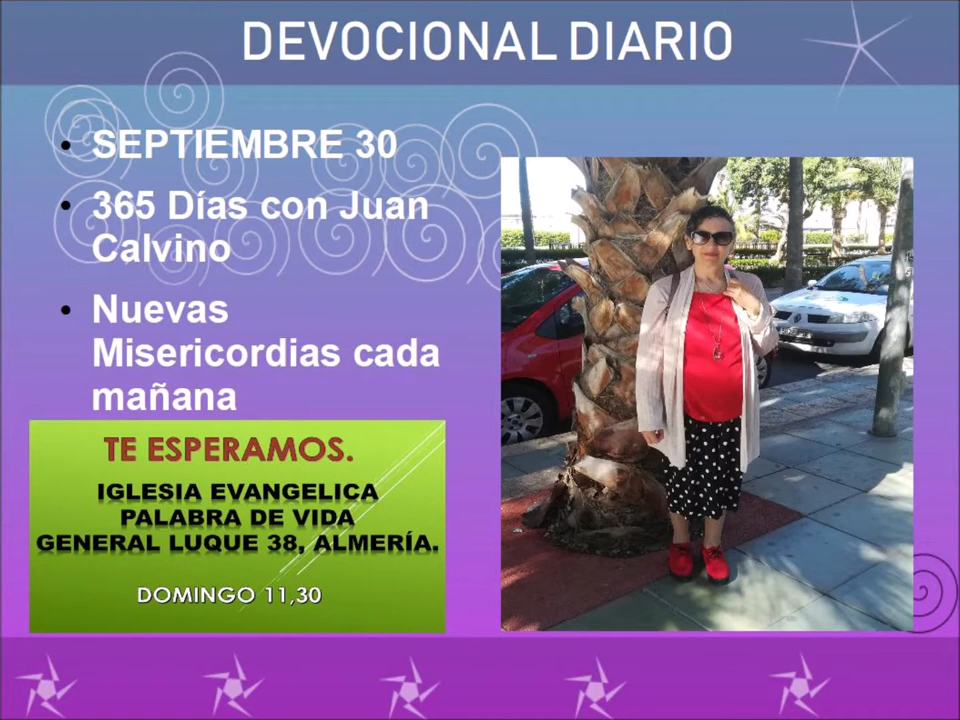 DEVOCIONAL DIARIO
• SEPTIEMBRE 30
• 365 Días con Juan
Calvino
• Nuevas
Misericordias cada
mañana
TE ESPERAMOS.
IGLESIA EVANGELICA
PALABRA DE VIDA
GENERAL LUQUE 38, ALMERÍA.
DOMINGO 11,30